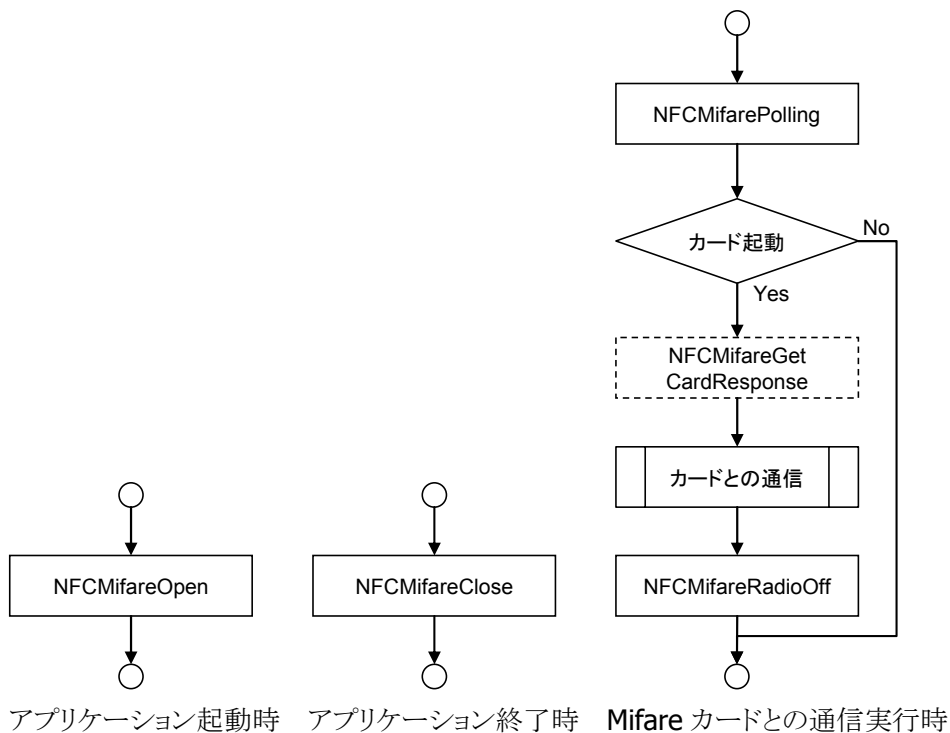 NFCMifarePolling
カード起動
No
Yes
NFCMifareGet
CardResponse
カードとの通信
NFCMifareOpen
NFCMifareClose
NFCMifareRadioOff
アプリケーション起動時
アプリケーション終了時
Mifare カードとの通信実行時